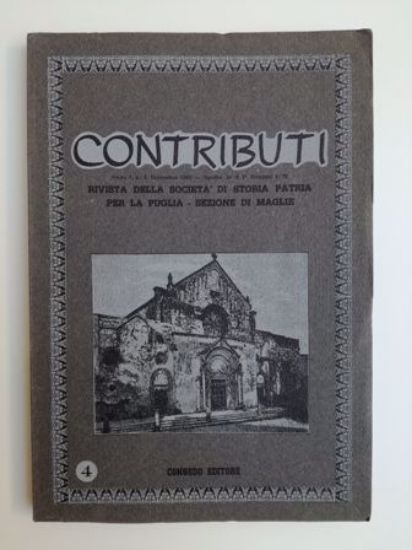 CONTRIBUTI
RIVISTA DELLA SOCIETA' DI STORIA PATRIA
PER LA PUGLIA - SEZIONE DI MAGLIE
4
CONGEDO EDITORE